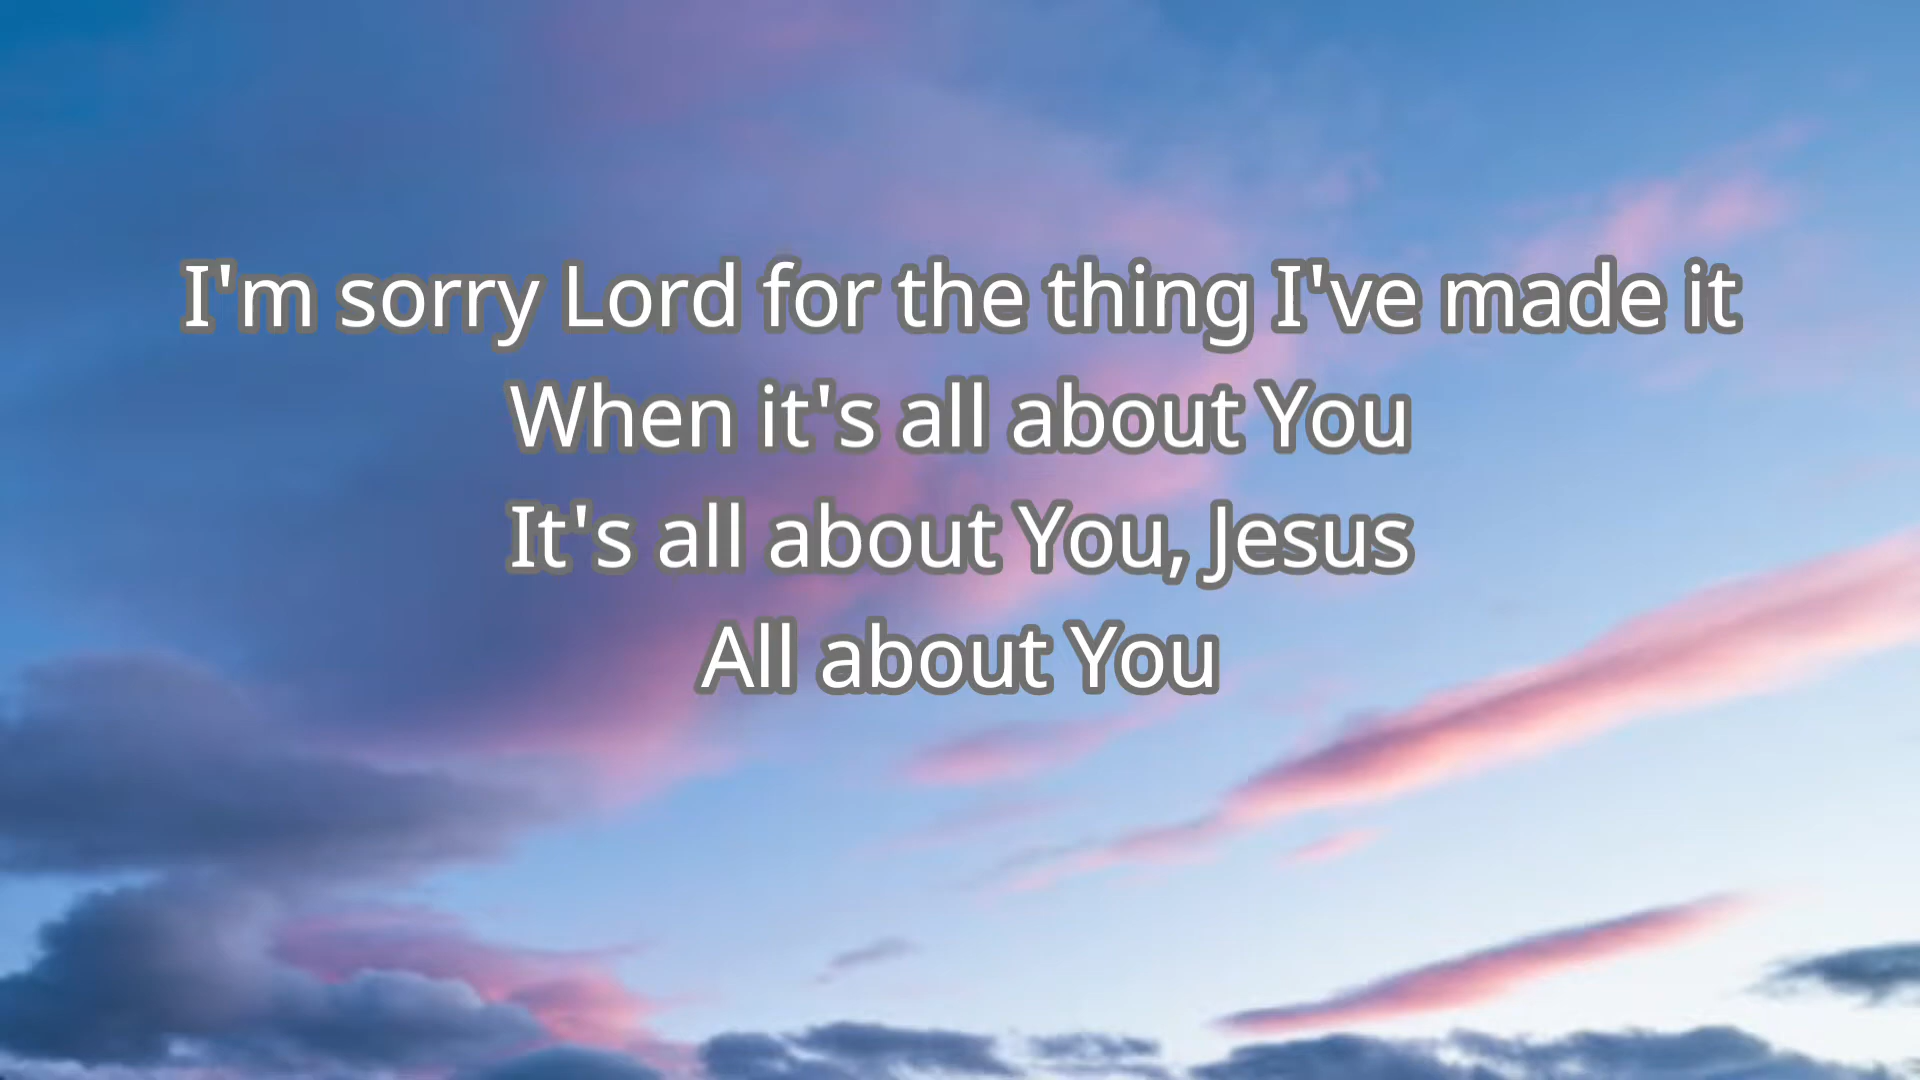 I'm sorry Lord for the thing I've made it
When it's all about You
It's all about You, Jesus
All about You